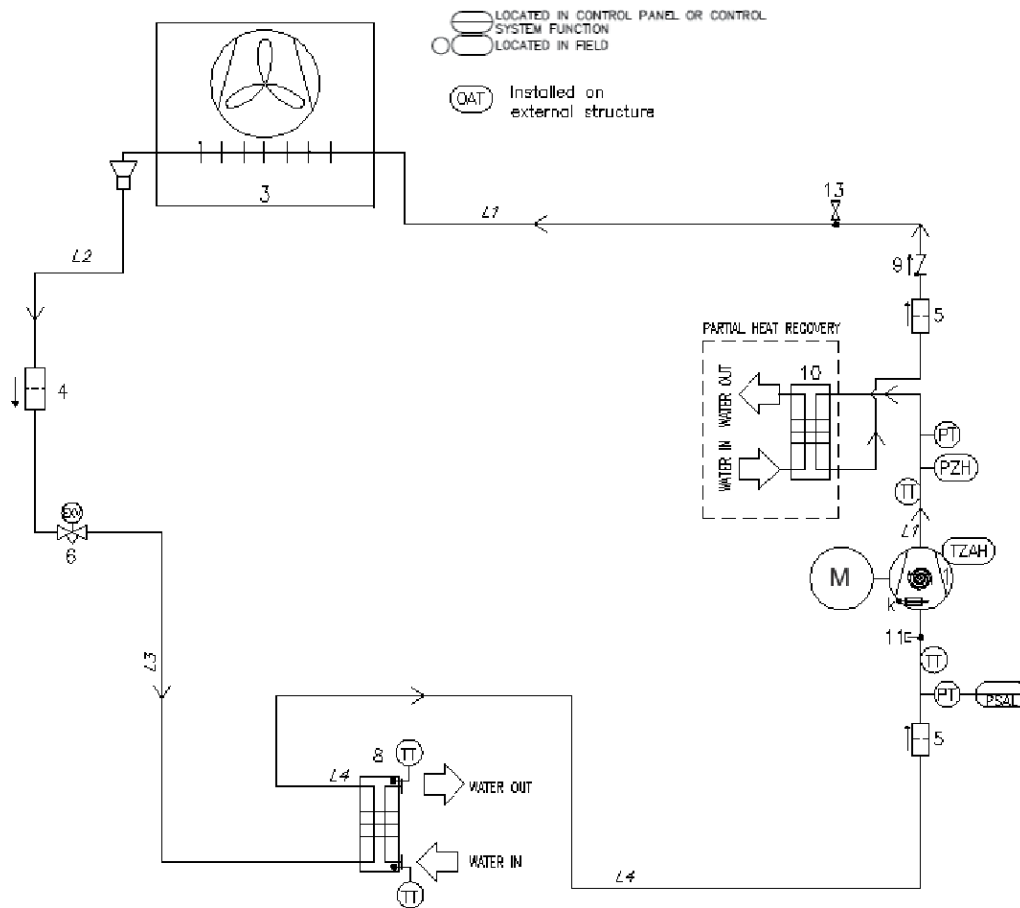 LOCATED IN CONTROL PANEL OR CONTROL
SYSTEM FUNCTION
LOCATED IN FIELD
OAT
Installed on
external structure
3
13
L1
L2
9
5
PARTIAL HEAT RECOVERY
10
WATER OUT
WATER IN
4
PT
PZH
TT
L1
EXV
6
TZAH
M
1
K
11
TT
L3
PT
PSAL
5
8
TT
L4
WATER OUT
WATER IN
TT
L4